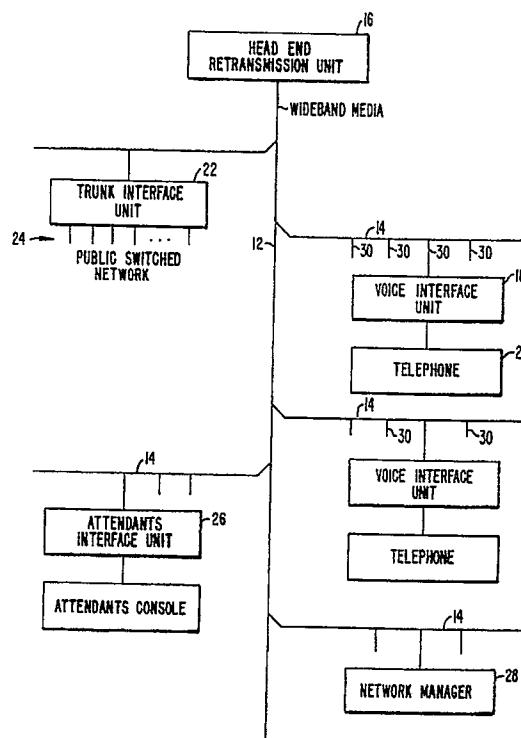 16
HEAD END
RETRANSMISSION UNIT
WIDEBAND MEDIA
22
TRUNK INTERFACE
UNIT
24
...
PUBLIC SWITCHED
NETWORK
12
14
30 30 30 30
VOICE INTERFACE
UNIT
TELEPHONE
14
30 30
VOICE INTERFACE
UNIT
TELEPHONE
14
ATTENDANTS
INTERFACE UNIT
26
ATTENDANTS CONSOLE
14
NETWORK MANAGER
28